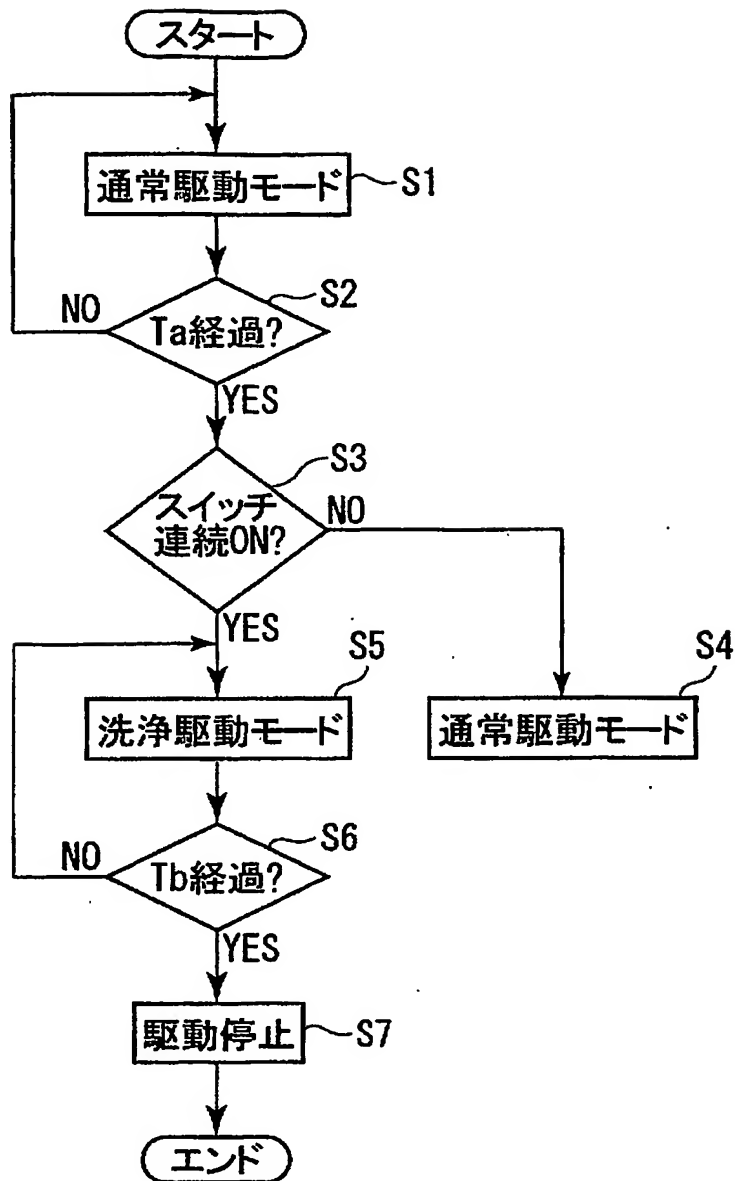 スタート
通常駆動モード S1
S2
NO Ta経過?
YES
S3
スイッチ
連続ON? NO
YES
S5 S4
洗浄駆動モード 通常駆動モード
S6
NO Tb経過?
YES
駆動停止 S7
エンド